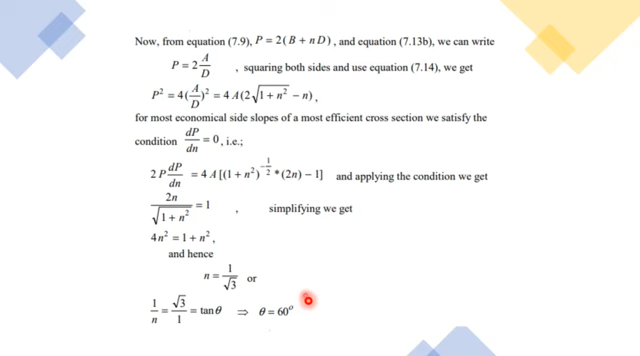 Now, from equation (7.9), P = 2(B + nD), and equation (7.13b), we can write
P = 2 A/D , squaring both sides and use equation (7.14), we get
P² = 4(A/D)² = 4 A(2√(1 + n²) − n),
for most economical side slopes of a most efficient cross section we satisfy the
condition dP/dn = 0, i.e.;
2 P dP/dn = 4 A[(1 + n²)^(−1/2) * (2n) − 1] and applying the condition we get
2n/√(1 + n²) = 1 , simplifying we get
4n² = 1 + n²,
and hence
n = 1/√3 or
1/n = √3/1 = tan θ ⇒ θ = 60°